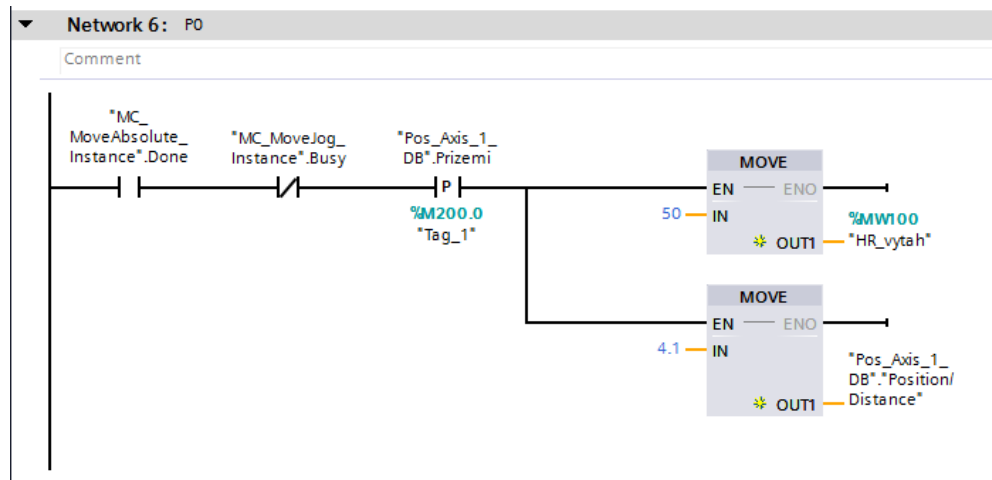 Network 6: P0
Comment
"MC_
MoveAbsolute_
Instance".Done
"MC_MoveJog_
Instance".Busy
"Pos_Axis_1_
DB".Prizemi
P
%M200.0
"Tag_1"
MOVE
EN ENO
50 IN
OUT1
%MW100
"HR_vytah"
MOVE
EN ENO
4.1 IN
OUT1
"Pos_Axis_1_
DB"."Position/
Distance"